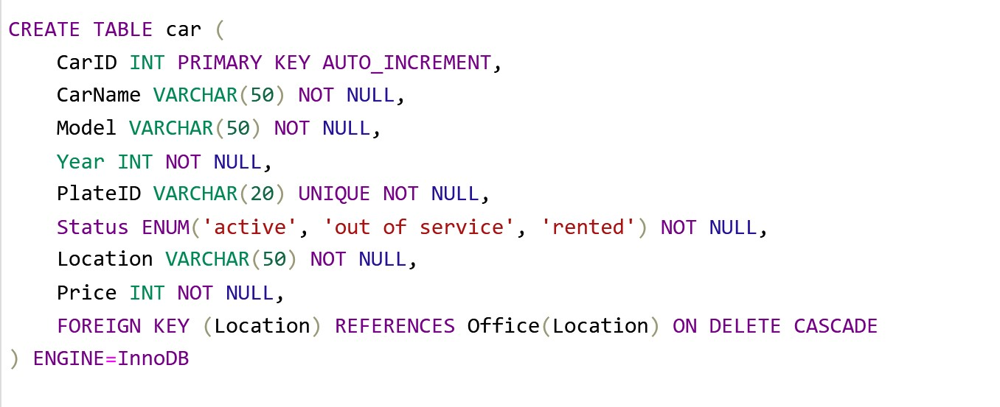 CREATE TABLE car (
    CarID INT PRIMARY KEY AUTO_INCREMENT,
    CarName VARCHAR(50) NOT NULL,
    Model VARCHAR(50) NOT NULL,
    Year INT NOT NULL,
    PlateID VARCHAR(20) UNIQUE NOT NULL,
    Status ENUM('active', 'out of service', 'rented') NOT NULL,
    Location VARCHAR(50) NOT NULL,
    Price INT NOT NULL,
    FOREIGN KEY (Location) REFERENCES Office(Location) ON DELETE CASCADE
) ENGINE=InnoDB